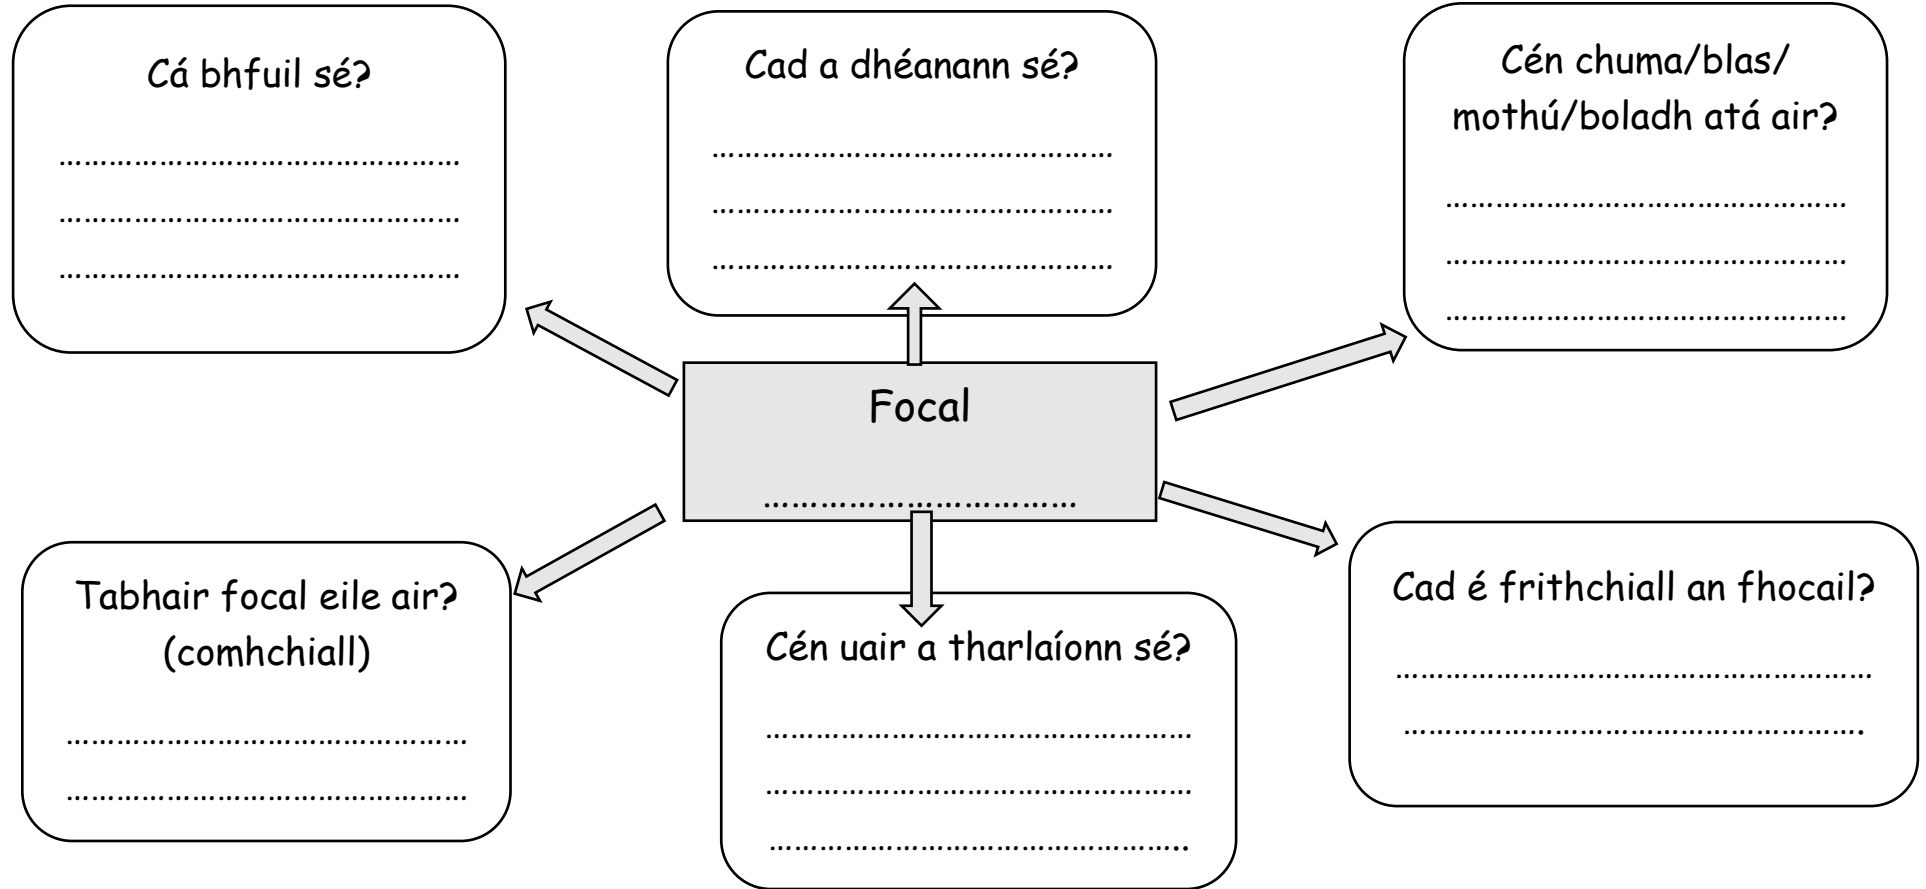 Cá bhfuil sé?
………………………………………
………………………………………
………………………………………
Cad a dhéanann sé?
………………………………………
………………………………………
………………………………………
Cén chuma/blas/
mothú/boladh atá air?
………………………………………
………………………………………
………………………………………
Focal
……………………………
Tabhair focal eile air?
(comhchiall)
………………………………………
………………………………………
Cén uair a tharlaíonn sé?
…………………………………………
…………………………………………
………………………………………..
Cad é frithchiall an fhocail?
………………………………………………
…………………………………………….